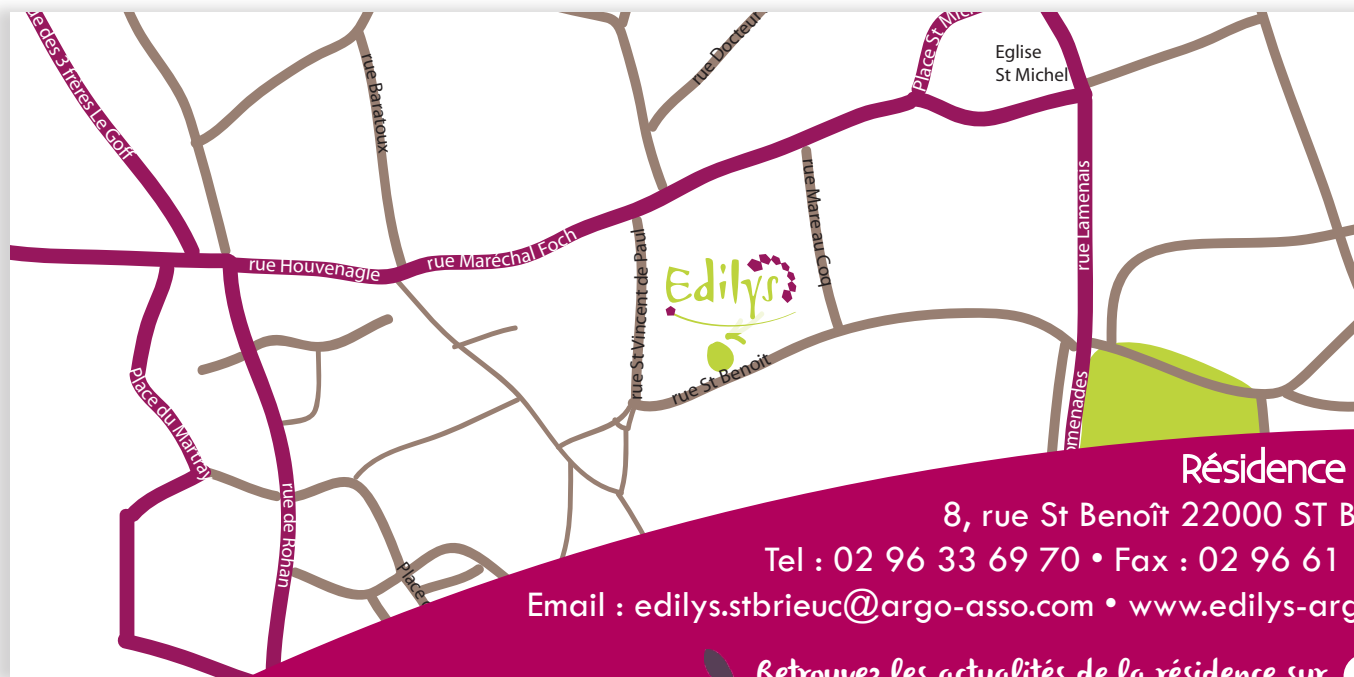 des 3 frères Le Goff
rue Baratoux
rue Docteur
Place St
Eglise
St Michel
rue Houvenagle
rue Maréchal Foch
rue St Vincent de Paul
Edilys
rue Mare au Coq
rue Lamenais
rue St Benoit
Place du Martray
rue de Rohan
Place
Résidence
8, rue St Benoît 22000 ST B
Tel : 02 96 33 69 70 • Fax : 02 96 61
Email : edilys.stbrieuc@argo-asso.com • www.edilys-arg
Retrouvez les actualités de la résidence sur